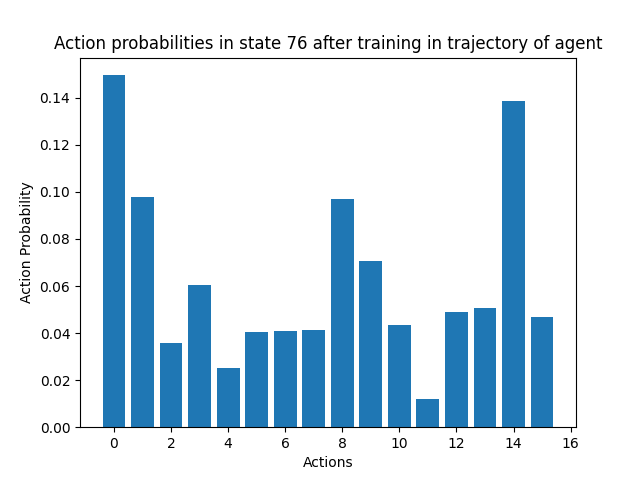 Action probabilities in state 76 after training in trajectory of agent
0.14
0.12
0.10
0.08
0.06
0.04
0.02
0.00
Action Probability
0 2 4 6 8 10 12 14 16
Actions